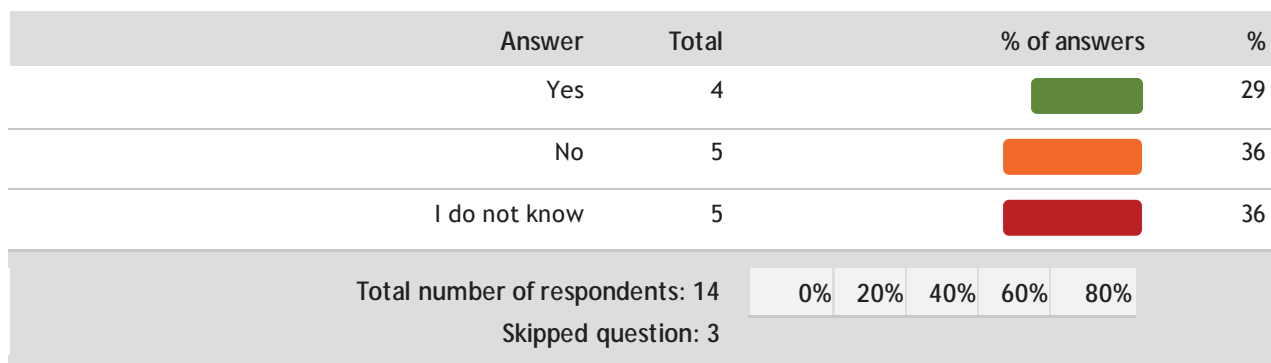 Answer Total % of answers %
Yes 4 29
No 5 36
I do not know 5 36
Total number of respondents: 14 0% 20% 40% 60% 80%
Skipped question: 3